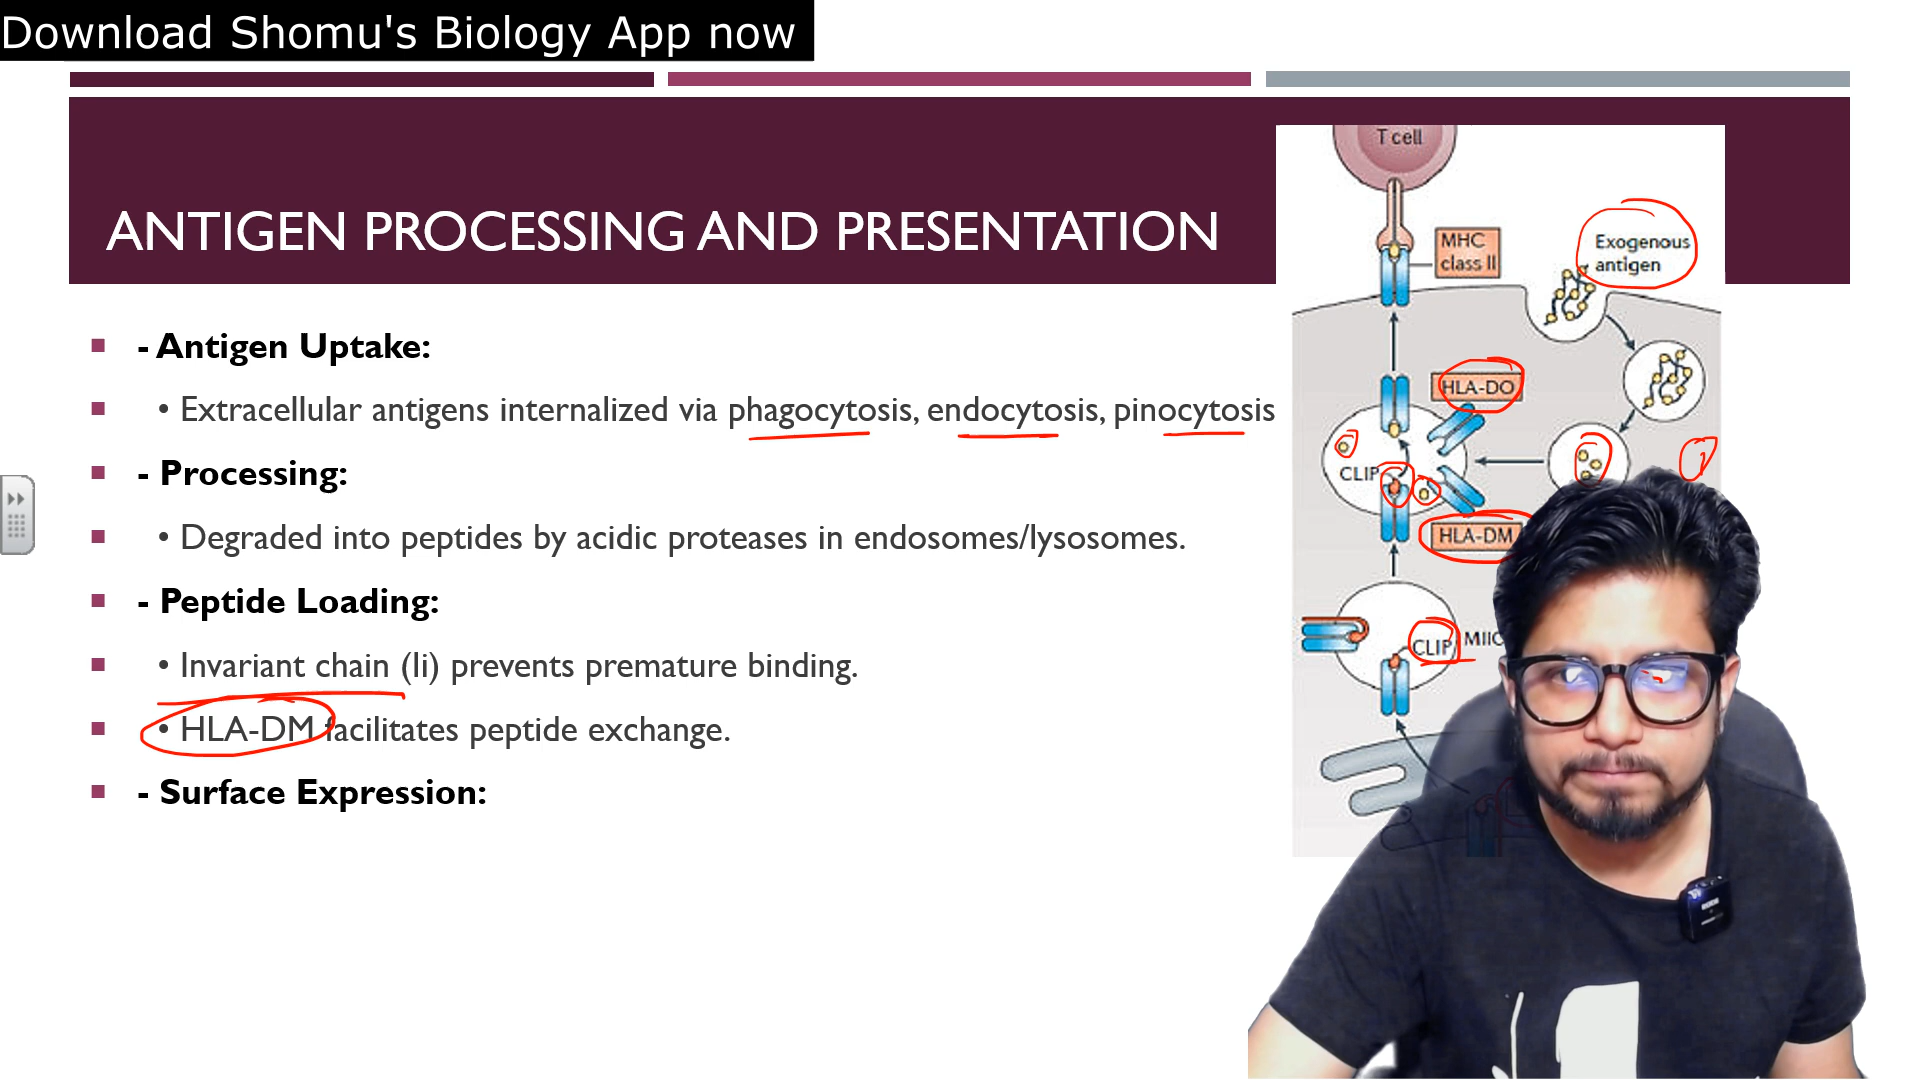 Download Shomu's Biology App now
ANTIGEN PROCESSING AND PRESENTATION
- Antigen Uptake:
• Extracellular antigens internalized via phagocytosis, endocytosis, pinocytosis
- Processing:
• Degraded into peptides by acidic proteases in endosomes/lysosomes.
- Peptide Loading:
• Invariant chain (li) prevents premature binding.
• HLA-DM facilitates peptide exchange.
- Surface Expression:
T cell
MHC
class II
Exogenous
antigen
HLA-DO
CLIP
HLA-DM
CLIP
MIIC